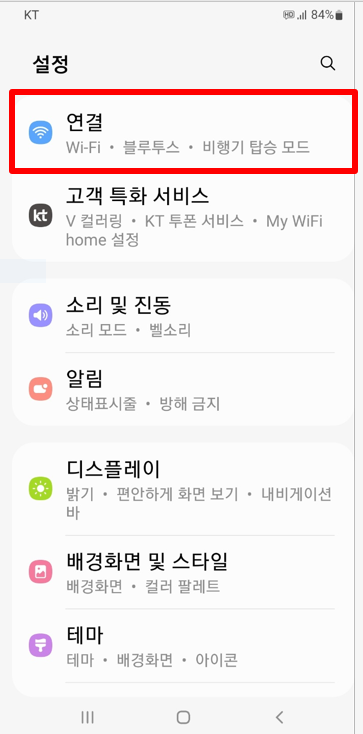 KT 84%
설정
연결
Wi-Fi • 블루투스 • 비행기 탑승 모드
kt 고객 특화 서비스
V 컬러링 • KT 투폰 서비스 • My WiFi
home 설정
소리 및 진동
소리 모드 • 벨소리
알림
상태표시줄 • 방해 금지
디스플레이
밝기 • 편안하게 화면 보기 • 내비게이션
바
배경화면 및 스타일
배경화면 • 컬러 팔레트
테마
테마 • 배경화면 • 아이콘